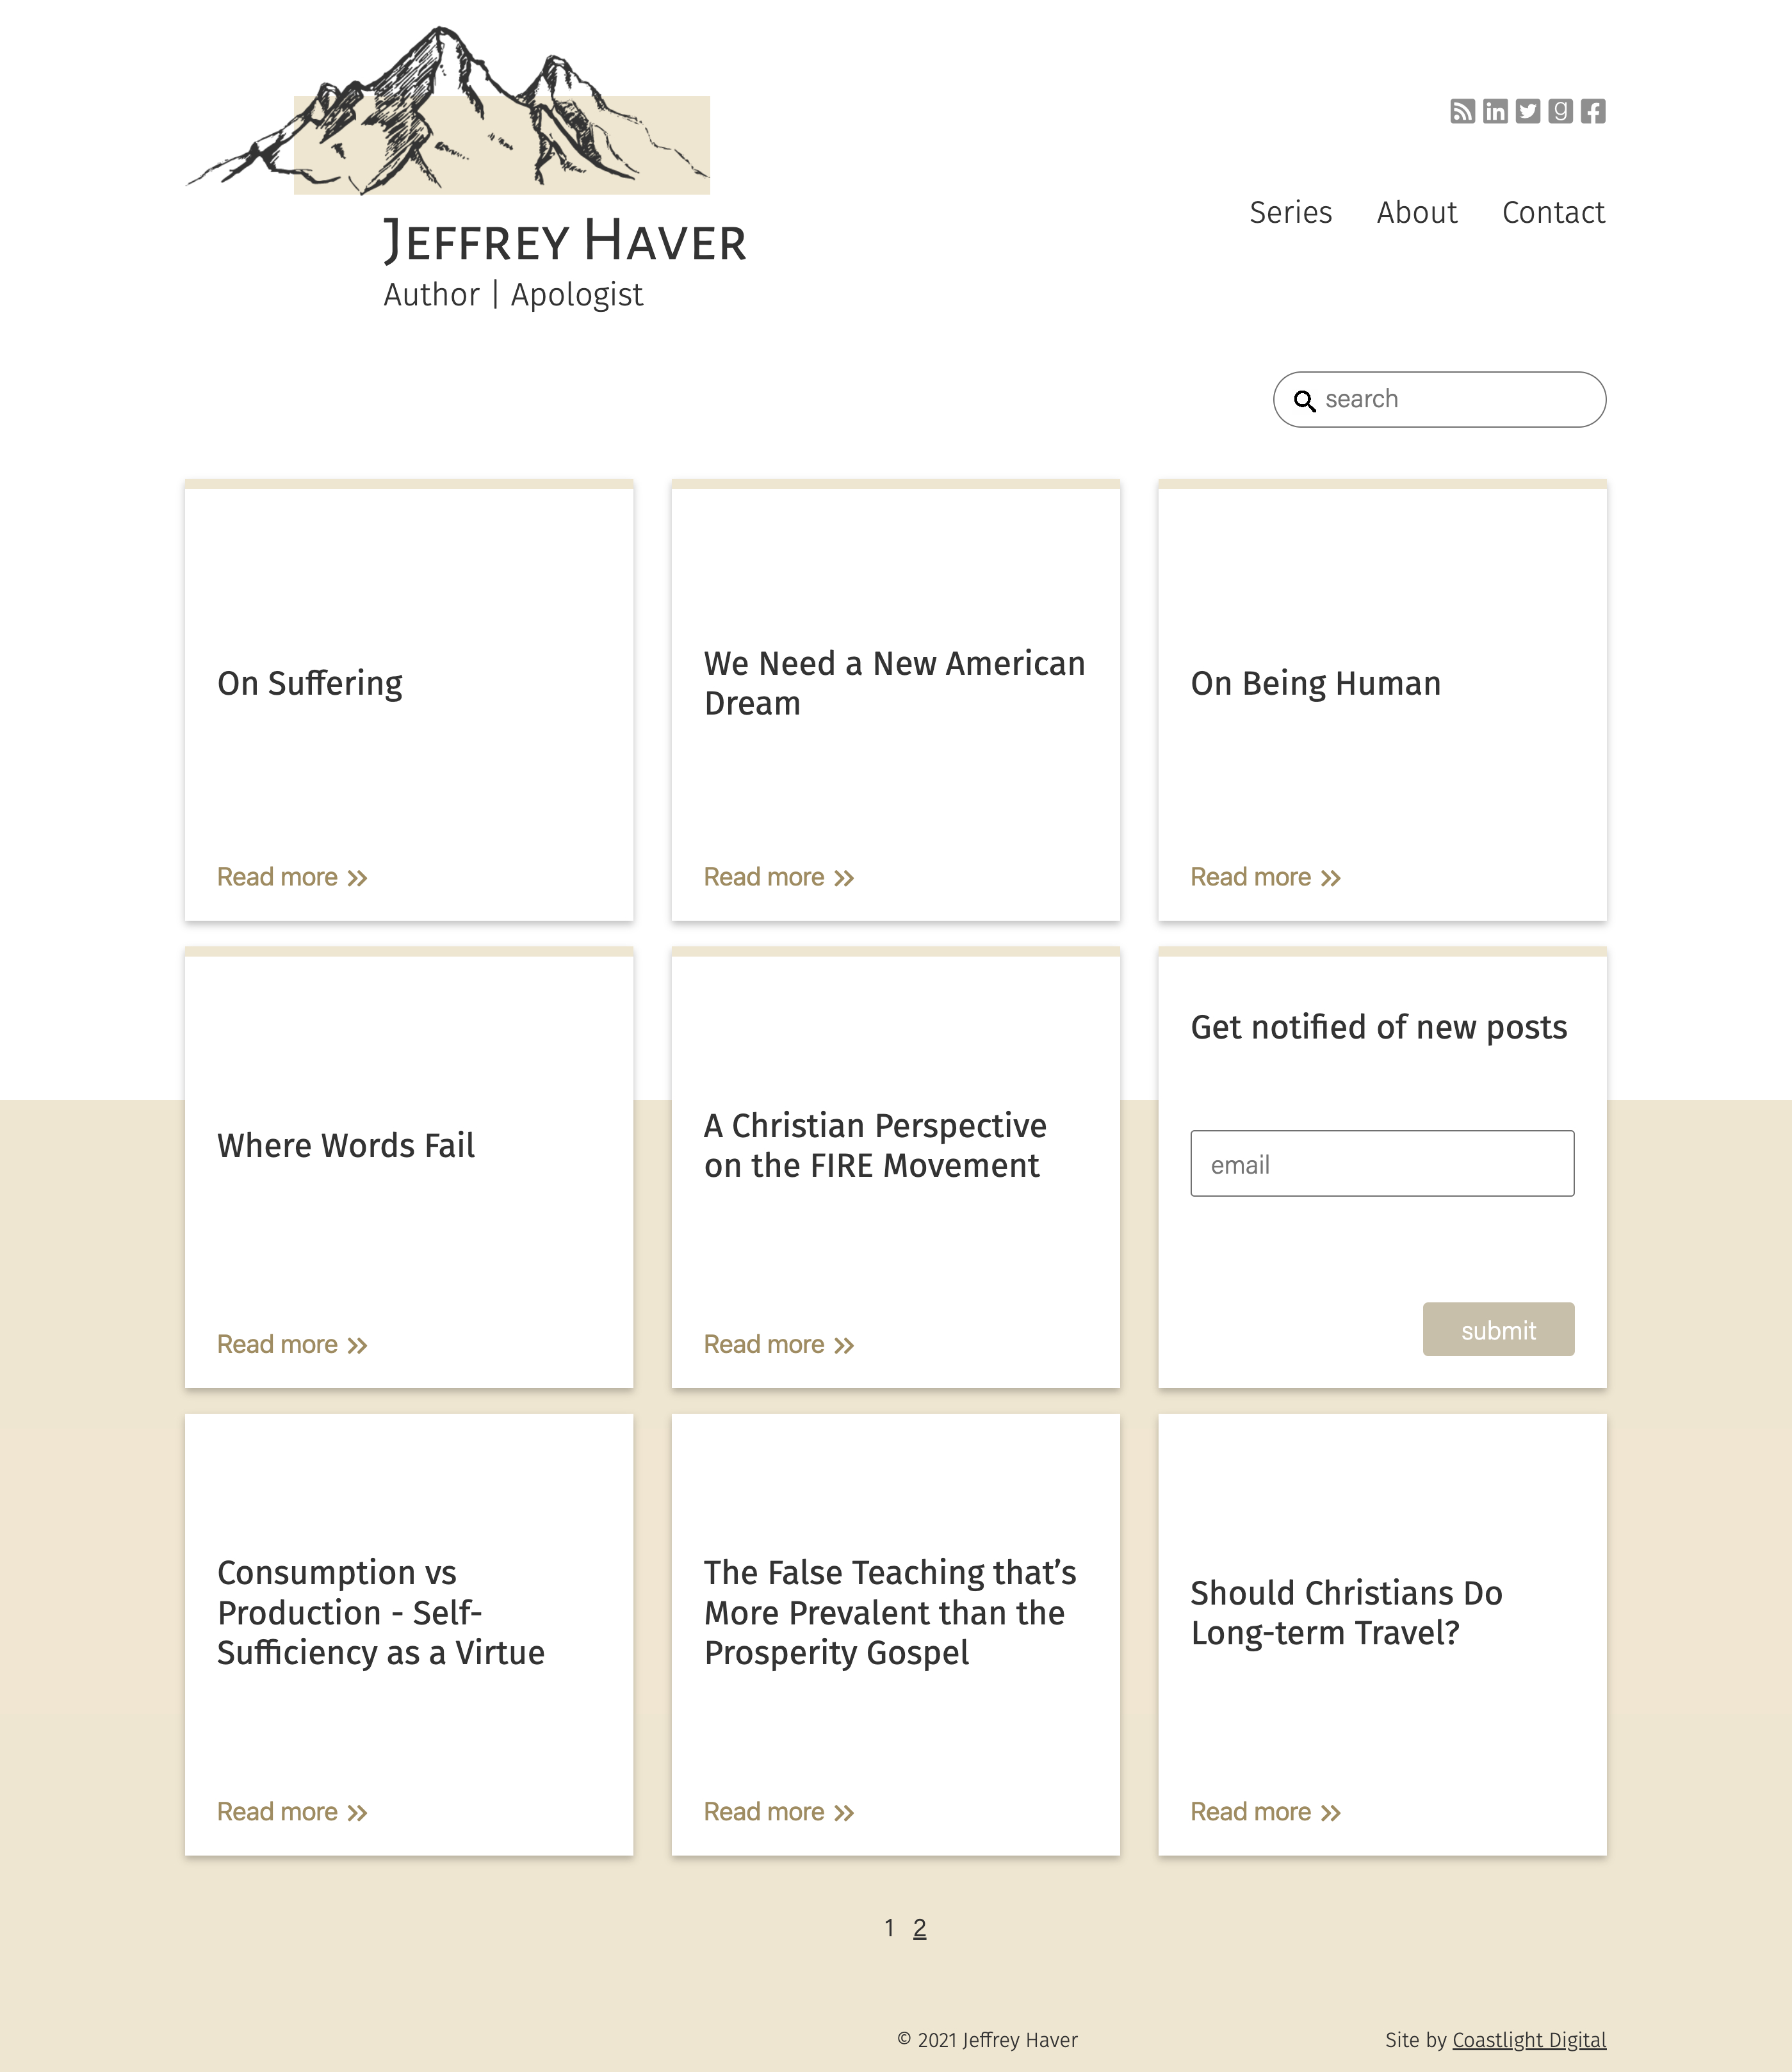 Jeffrey Haver
Author | Apologist
Series About Contact
search
On Suffering
Read more
We Need a New American
Dream
Read more
On Being Human
Read more
Where Words Fail
Read more
A Christian Perspective
on the FIRE Movement
Read more
Get notified of new posts
email
submit
Consumption vs
Production - Self-
Sufficiency as a Virtue
Read more
The False Teaching that’s
More Prevalent than the
Prosperity Gospel
Read more
Should Christians Do
Long-term Travel?
Read more
1 2
© 2021 Jeffrey Haver
Site by Coastlight Digital